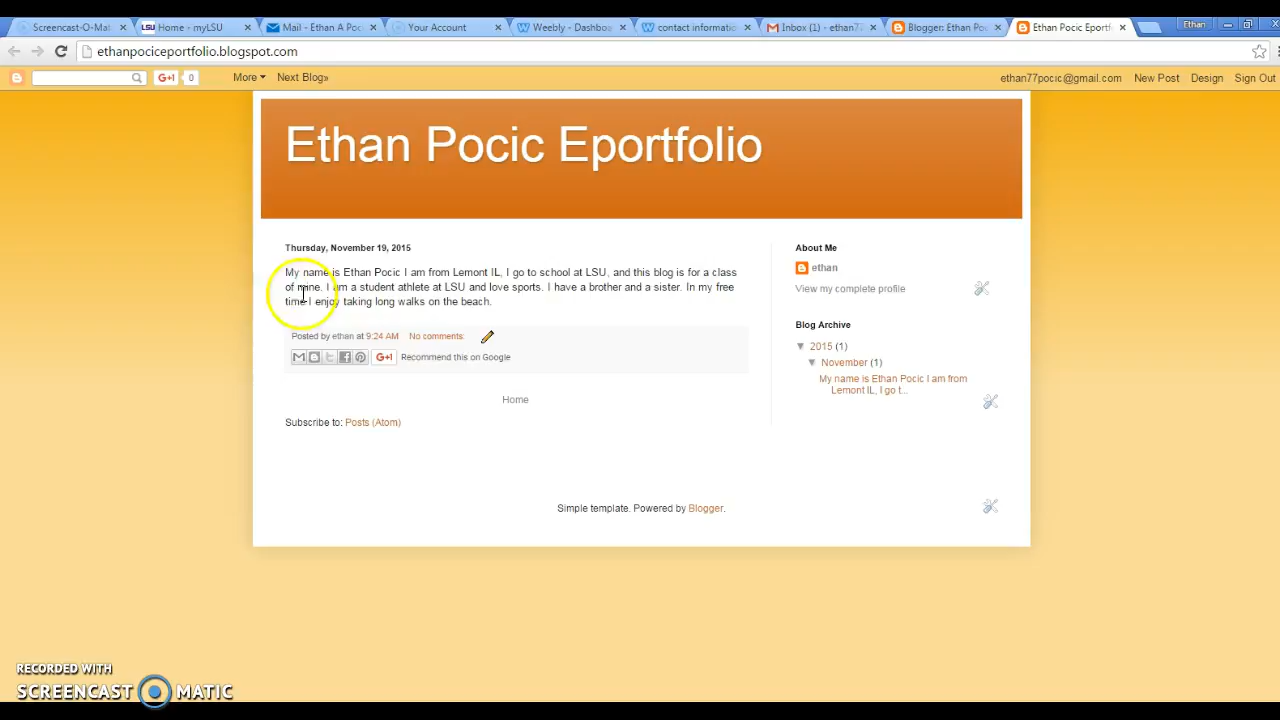 Screencast-O-Mat
Home - myLSU
Mail - Ethan A Poc
Your Account
Weebly - Dashboa
contact informatio
Inbox (1) - ethan7
Blogger: Ethan Po
Ethan Pocic Eportf
Ethan
ethanpociceportfolio.blogspot.com
G+1 0
More
Next Blog»
ethan77pocic@gmail.com
New Post
Design
Sign Out
Ethan Pocic Eportfolio
Thursday, November 19, 2015
My name is Ethan Pocic I am from Lemont IL, I go to school at LSU, and this blog is for a class
of mine. I am a student athlete at LSU and love sports. I have a brother and a sister. In my free
time I enjoy taking long walks on the beach.
Posted by ethan at 9:24 AM No comments:
G+1 Recommend this on Google
Home
Subscribe to: Posts (Atom)
About Me
ethan
View my complete profile
Blog Archive
▼ 2015 (1)
▼ November (1)
My name is Ethan Pocic I am from
Lemont IL, I go t...
Simple template. Powered by Blogger.
RECORDED WITH
SCREENCAST MATIC